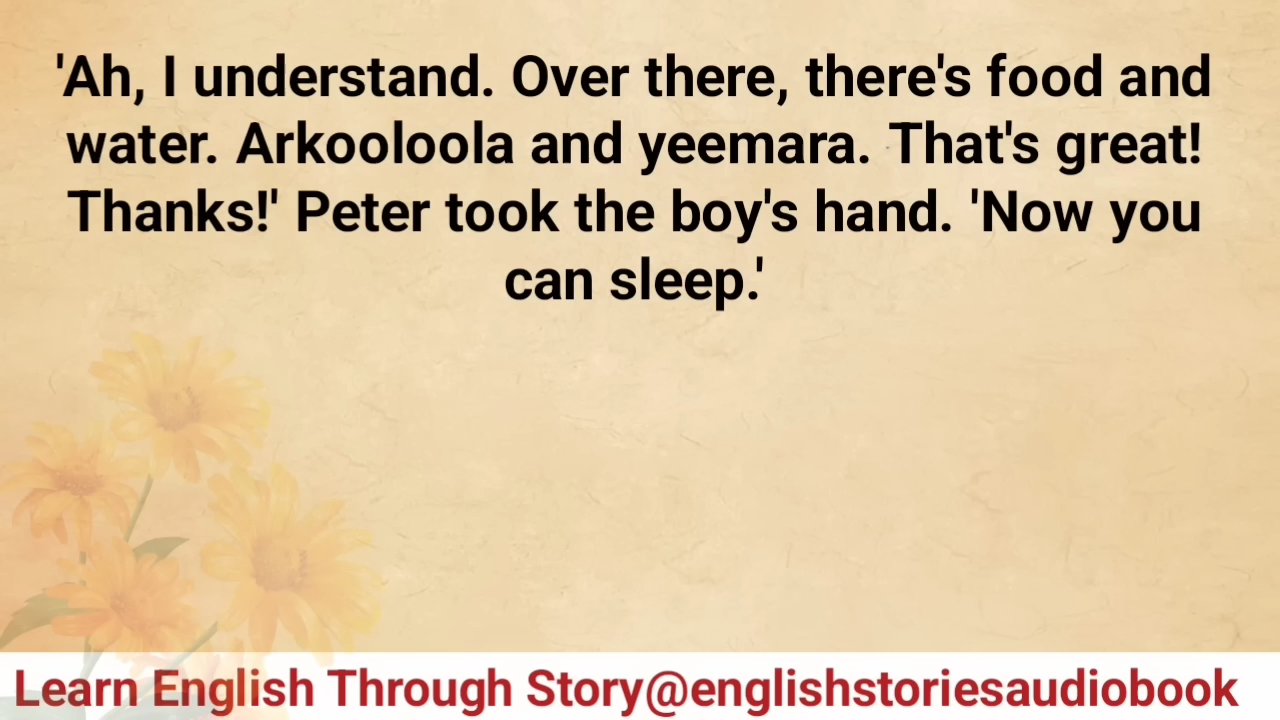 'Ah, I understand. Over there, there's food and
water. Arkooloola and yeemara. That's great!
Thanks!' Peter took the boy's hand. 'Now you
can sleep.'
Learn English Through Story@englishstoriesaudiobook